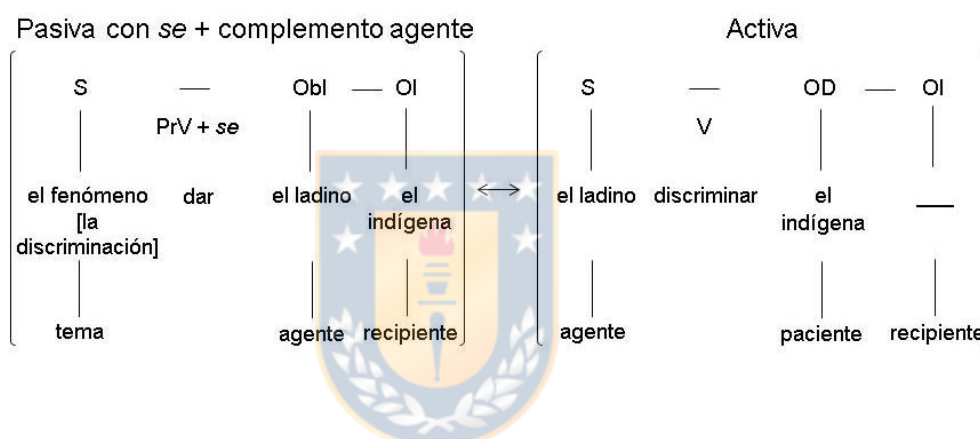 Pasiva con se + complemento agente Activa
S — Obl — OI S — OD — OI
PrV + se V
el fenómeno dar el ladino el el ladino discriminar el —
[la indígena indígena
discriminación]
tema agente recipiente agente paciente recipiente